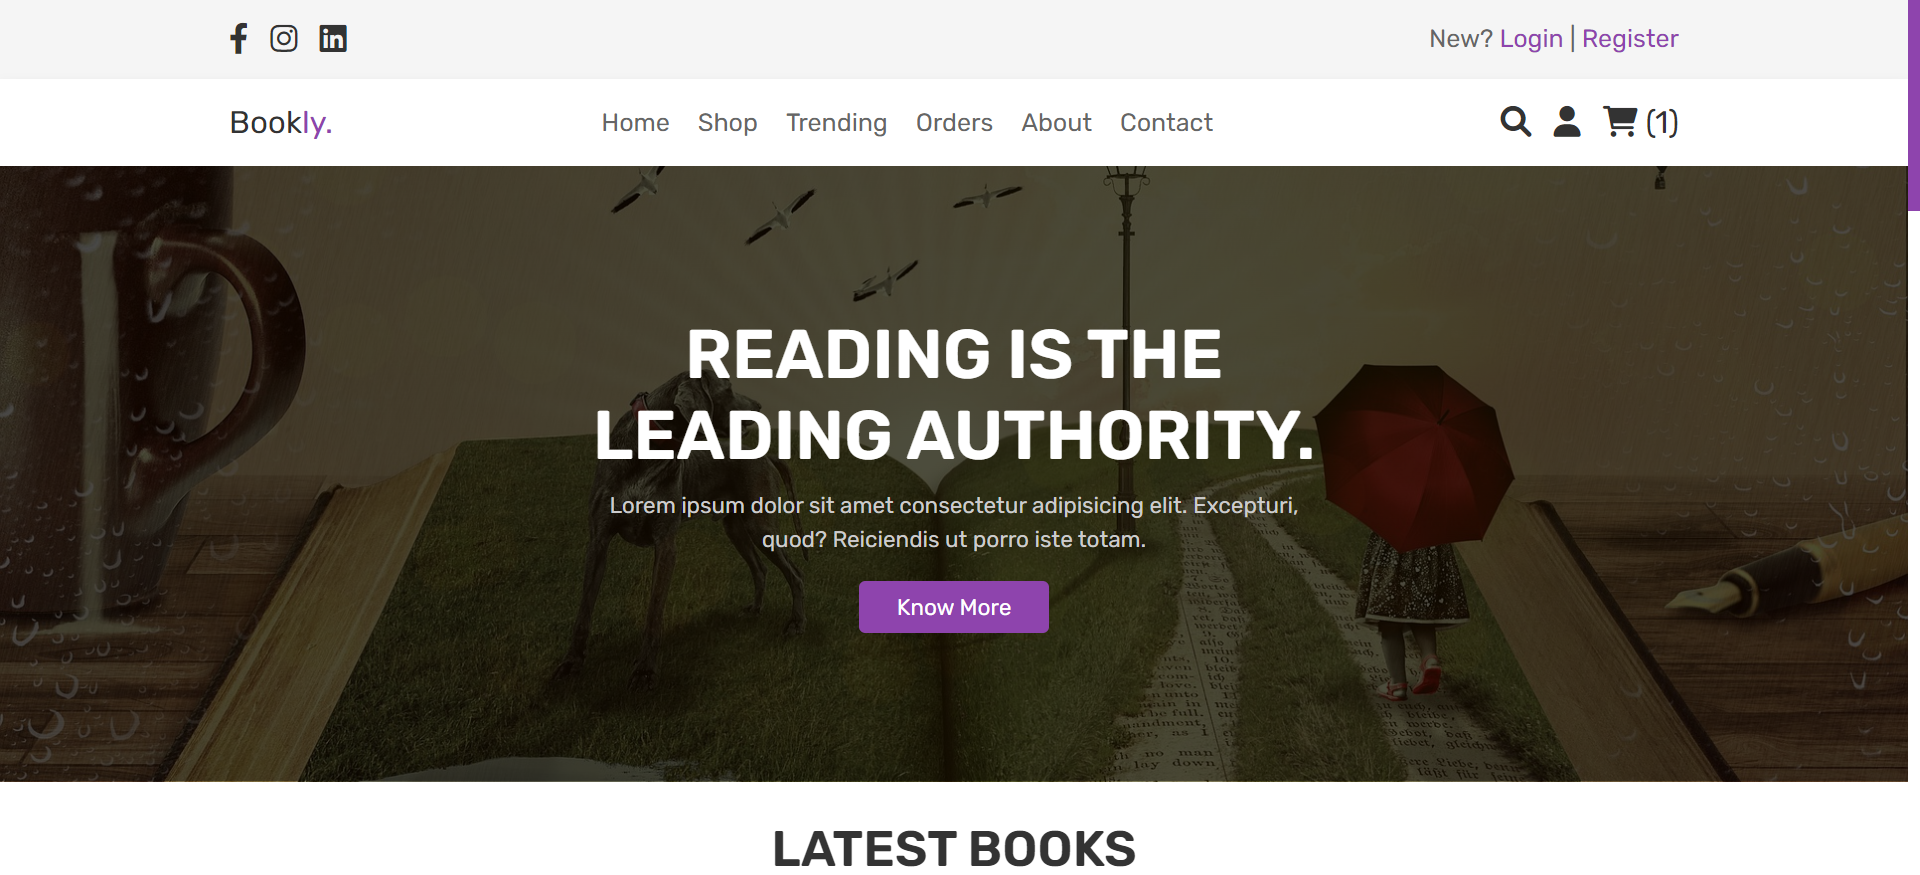 New? Login | Register
Bookly.
Home Shop Trending Orders About Contact
(1)
READING IS THE
LEADING AUTHORITY.
Lorem ipsum dolor sit amet consectetur adipisicing elit. Excepturi,
quod? Reiciendis ut porro iste totam.
Know More
LATEST BOOKS